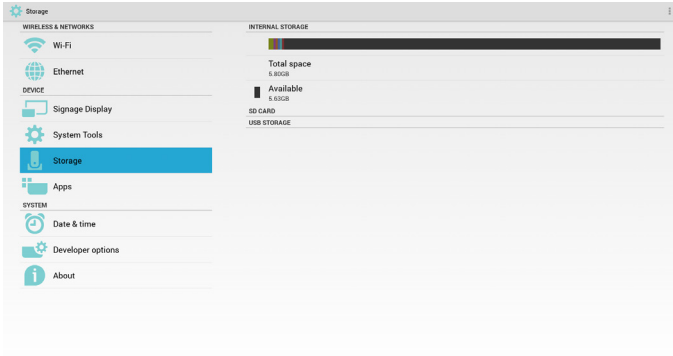 Storage
WIRELESS & NETWORKS
Wi-Fi
Ethernet
DEVICE
Signage Display
System Tools
Storage
Apps
SYSTEM
Date & time
Developer options
About
INTERNAL STORAGE
Total space
5.80GB
Available
5.63GB
SD CARD
USB STORAGE